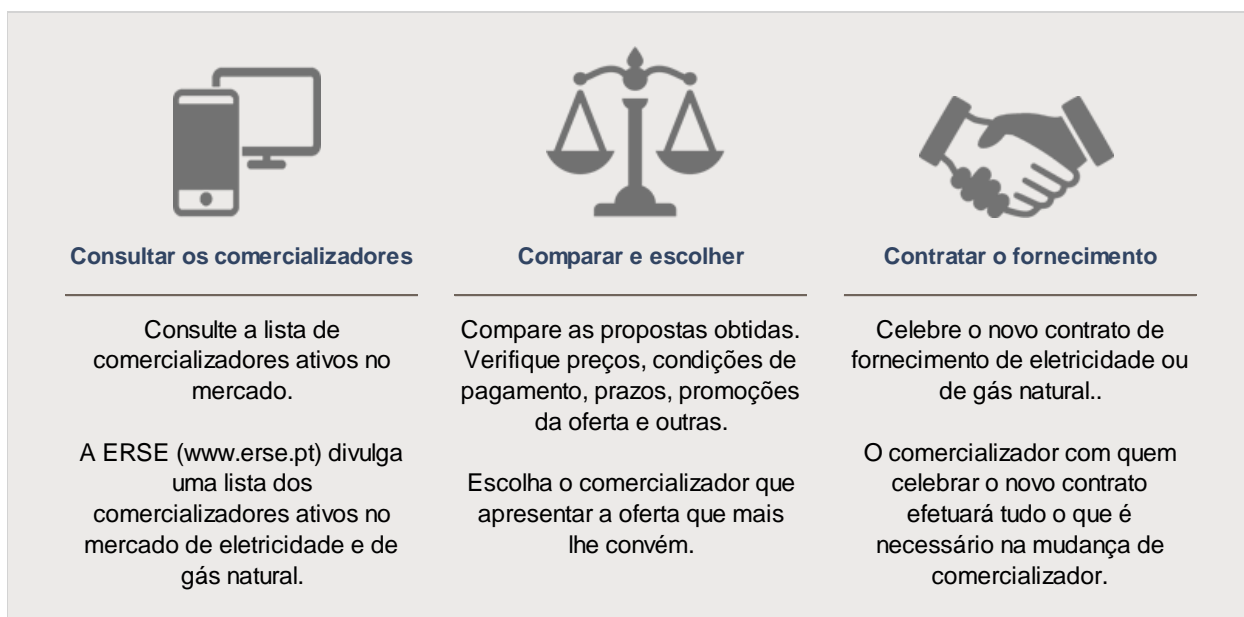 Consultar os comercializadores
Consulte a lista de
comercializadores ativos no
mercado.
A ERSE (www.erse.pt) divulga
uma lista dos
comercializadores ativos no
mercado de eletricidade e de
gás natural.
Comparar e escolher
Compare as propostas obtidas.
Verifique preços, condições de
pagamento, prazos, promoções
da oferta e outras.
Escolha o comercializador que
apresentar a oferta que mais
lhe convém.
Contratar o fornecimento
Celebre o novo contrato de
fornecimento de eletricidade ou
de gás natural..
O comercializador com quem
celebrar o novo contrato
efetuará tudo o que é
necessário na mudança de
comercializador.